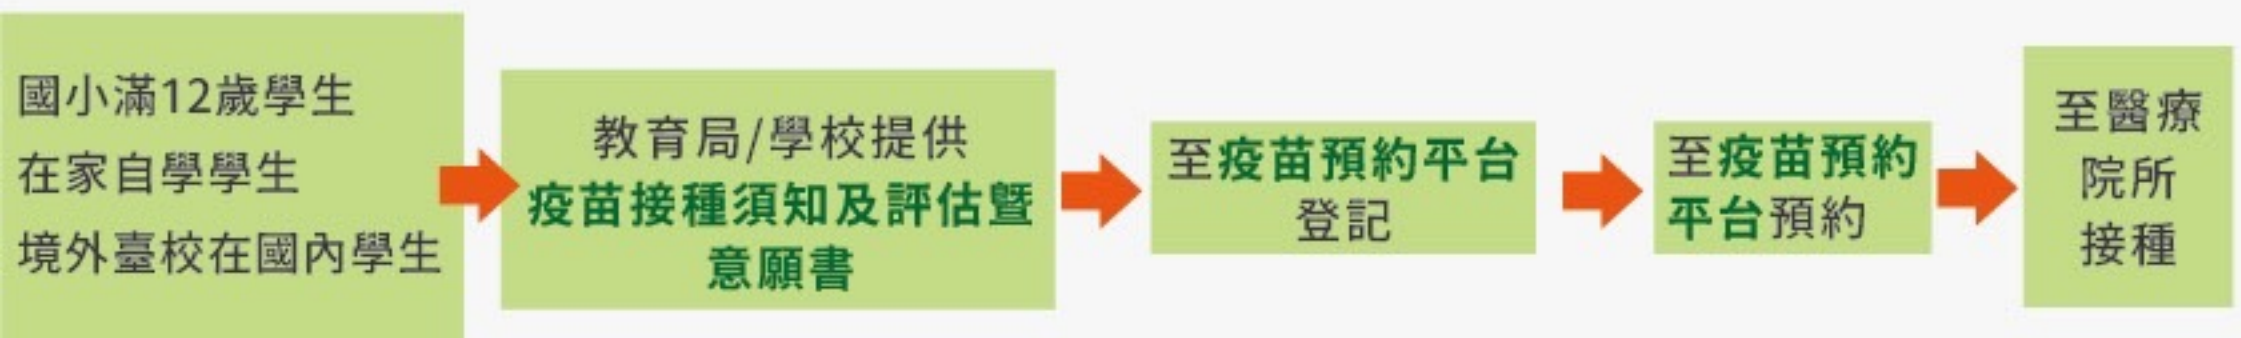 國小滿12歲學生
在家自學學生
境外臺校在國內學生
教育局/學校提供
疫苗接種須知及評估暨
意願書
至疫苗預約平台
登記
至疫苗預約
平台預約
至醫療
院所
接種